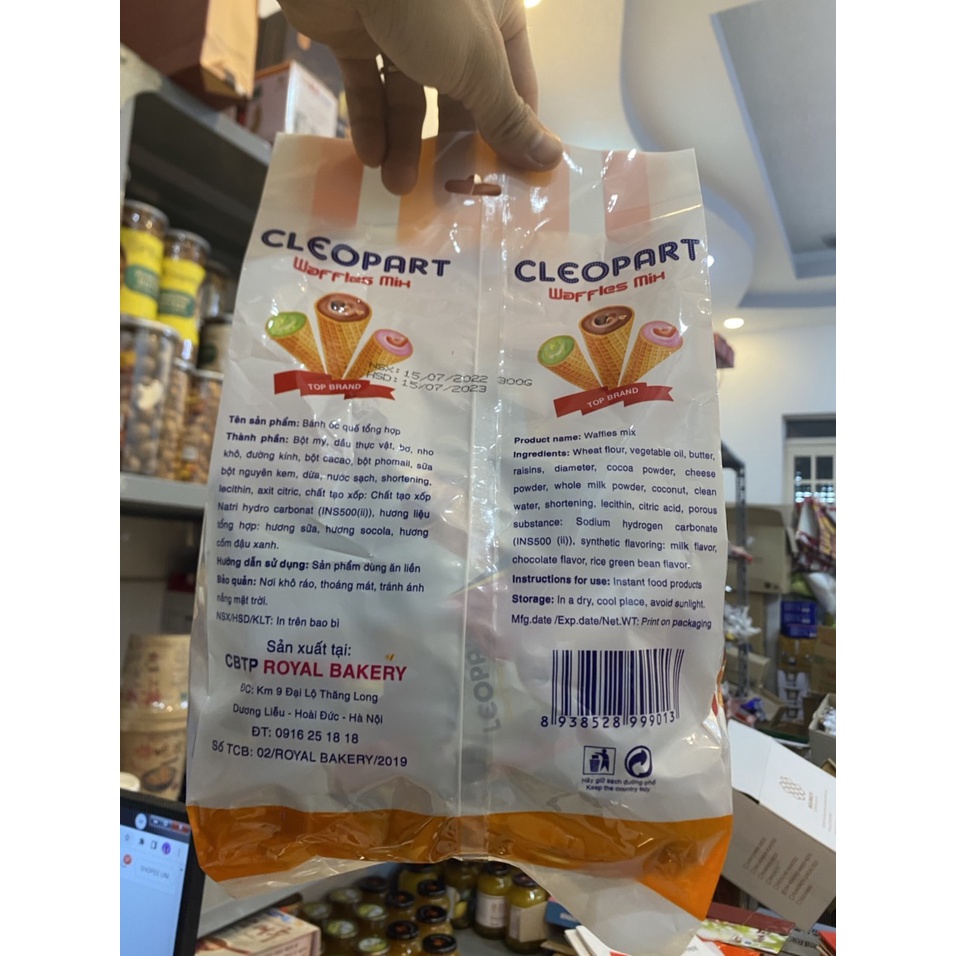 CLEOPART
Waffles Mix
TOP BRAND
NSX: 15/07/2022 300G
HSD: 15/07/2023
Tên sản phẩm: Bánh ốc quế tổng hợp
Thành phần: Bột mỳ, dầu thực vật, bơ, nho
khô, đường kính, bột cacao, bột phomail, sữa
bột nguyên kem, dừa, nước sạch, shortening,
lecithin, axit citric, chất tạo xốp: Chất tạo xốp
Natri hydro carbonat (INS500(ii)), hương liệu
tổng hợp: hương sữa, hương socola, hương
cốm đậu xanh.
Hướng dẫn sử dụng: Sản phẩm dùng ăn liền
Bảo quản: Nơi khô ráo, thoáng mát, tránh ánh
nắng mặt trời.
NSX/HSD/KLT: In trên bao bì
Sản xuất tại:
CBTP ROYAL BAKERY
ĐC: Km 9 Đại Lộ Thăng Long
Dương Liễu - Hoài Đức - Hà Nội
ĐT: 0916 25 18 18
Số TCB: 02/ROYAL BAKERY/2019
CLEOPART
Waffles Mix
TOP BRAND
Product name: Waffles mix
Ingredients: Wheat flour, vegetable oil, butter,
raisins, diameter, cocoa powder, cheese
powder, whole milk powder, coconut, clean
water, shortening, lecithin, citric acid, porous
substance: Sodium hydrogen carbonate
(INS500 (ii)), synthetic flavoring: milk flavor,
chocolate flavor, rice green bean flavor.
Instructions for use: Instant food products
Storage: In a dry, cool place, avoid sunlight.
Mfg.date /Exp.date/Net.WT: Print on packaging
8 938528 999013
Hãy giữ sạch đường phố
Keep the country tidy